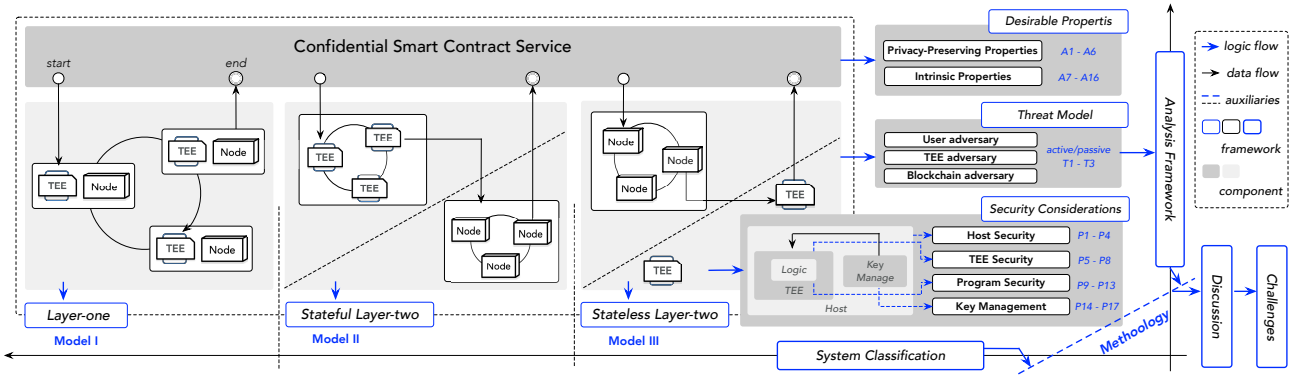 Confidential Smart Contract Service
start
end
TEE
Node
TEE
Node
TEE
Node
Layer-one
Model I
TEE
TEE
TEE
Node
Node
Node
Stateful Layer-two
Model II
Node
Node
Node
TEE
TEE
Stateless Layer-two
Model III
Desirable Propertis
Privacy-Preserving Properties
A1 - A6
Intrinsic Properties
A7 - A16
Threat Model
User adversary
TEE adversary
Blockchain adversary
active/passive
T1 - T3
Security Considerations
Logic
TEE
Key
Manage
Host
Host Security
P1 - P4
TEE Security
P5 - P8
Program Security
P9 - P13
Key Management
P14 - P17
System Classification
Methoology
Analysis Framework
Discussion
Challenges
logic flow
data flow
auxiliaries
framework
component